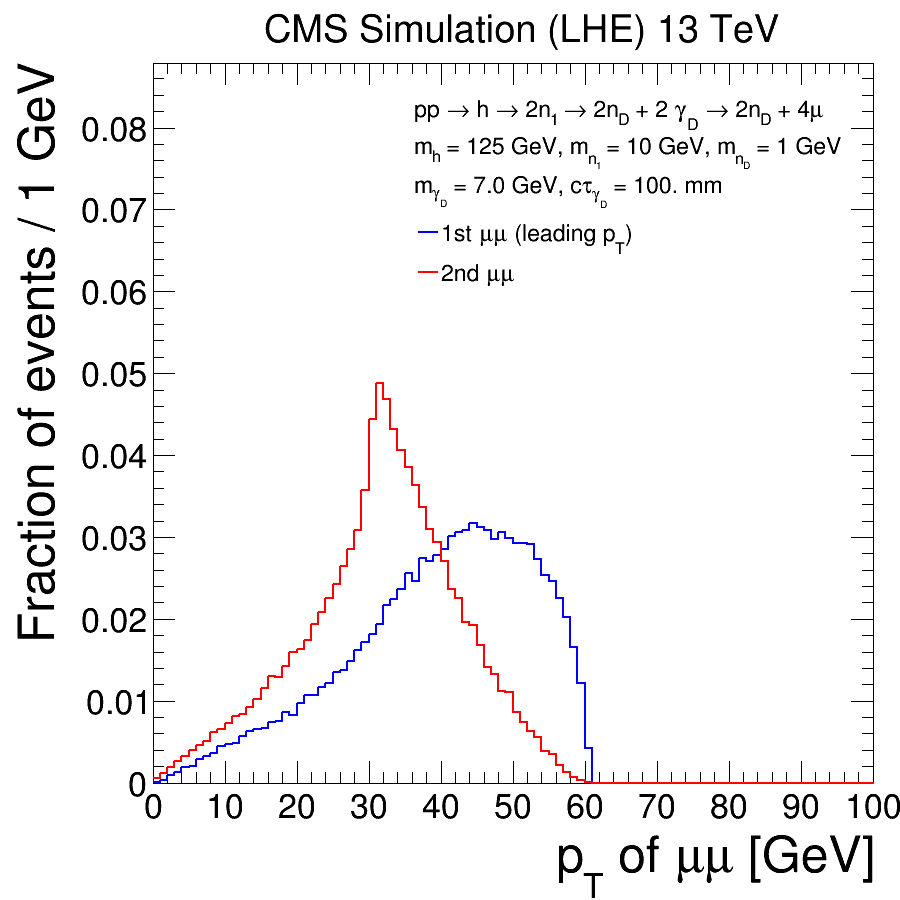 CMS Simulation (LHE) 13 TeV
Fraction of events / 1 GeV
pp → h → 2n₁ → 2n_D + 2 γ_D → 2n_D + 4μ
m_h = 125 GeV, m_n₁ = 10 GeV, m_n_D = 1 GeV
m_γ_D = 7.0 GeV, cτ_γ_D = 100. mm
1st μμ (leading p_T)
2nd μμ
0.08
0.07
0.06
0.05
0.04
0.03
0.02
0.01
0
0 10 20 30 40 50 60 70 80 90 100
p_T of μμ [GeV]